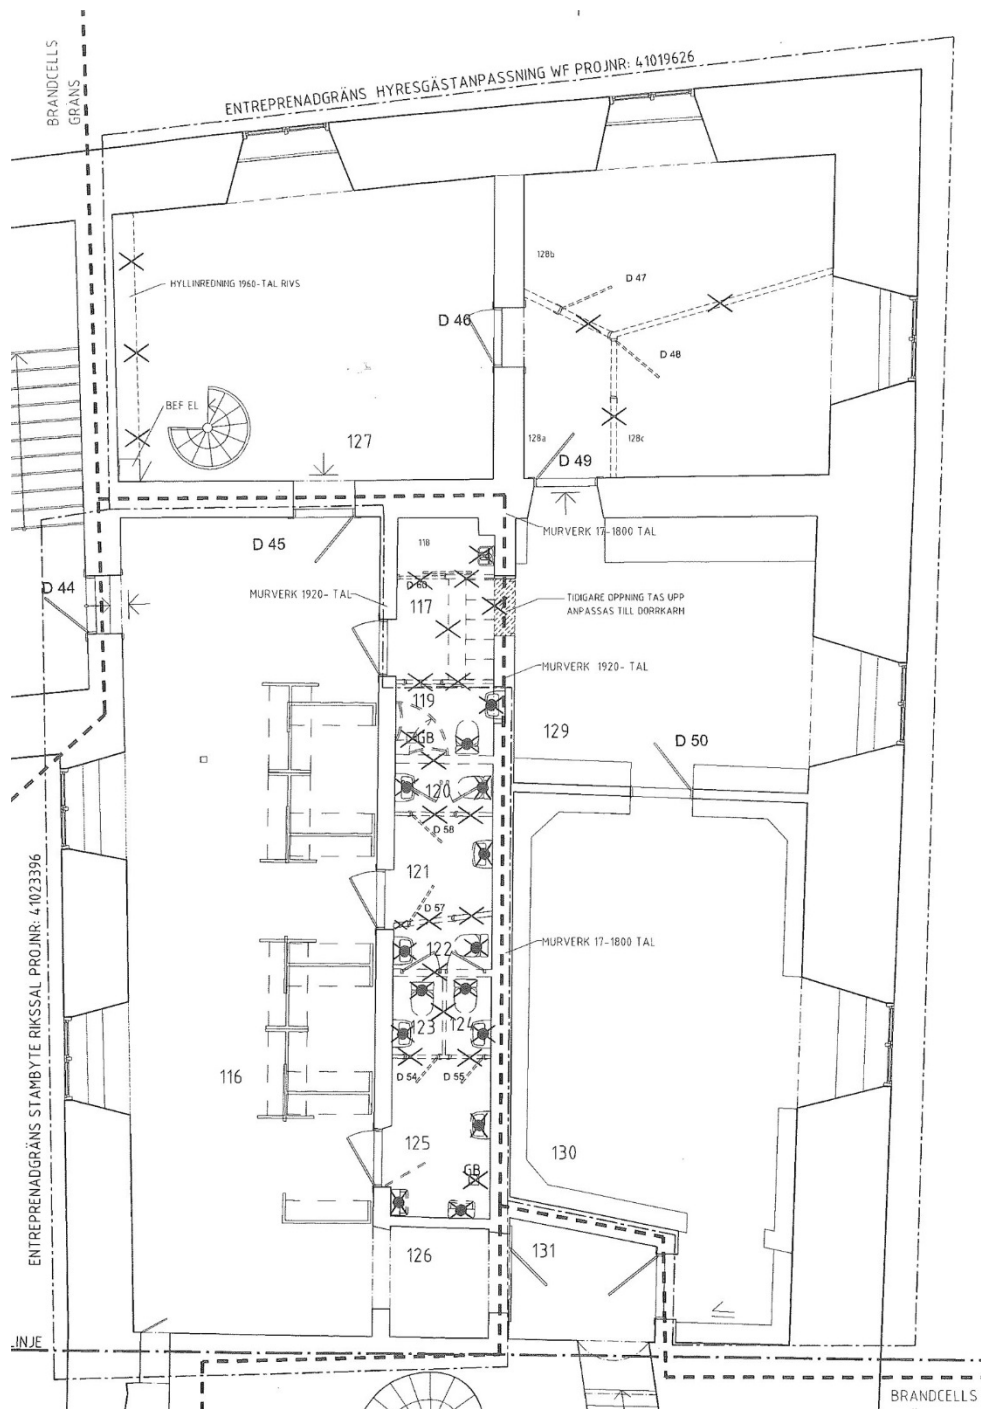 BRANDCELLS
GRÄNS
ENTREPRENADGRÄNS HYRESGÄSTANPASSNING WF PROJNR: 41019626
128b
D 47
HYLLINREDNING 1960-TAL RIVS
D 46
D 48
BEF EL
127
128a
128c
D 49
MURVERK 17-1800 TAL
D 45
118
D 44
D 60
MURVERK 1920- TAL
117
TIDIGARE ÖPPNING TAS UPP
ANPASSAS TILL DÖRRKARM
MURVERK 1920- TAL
119
GB
129
D 50
120
D 58
121
D 57
122
MURVERK 17-1800 TAL
123
124
D 54
D 55
116
125
GB
130
126
131
ENTREPRENADGRÄNS STAMBYTE RIKSSAL PROJNR: 41023396
LINJE
BRANDCELLS